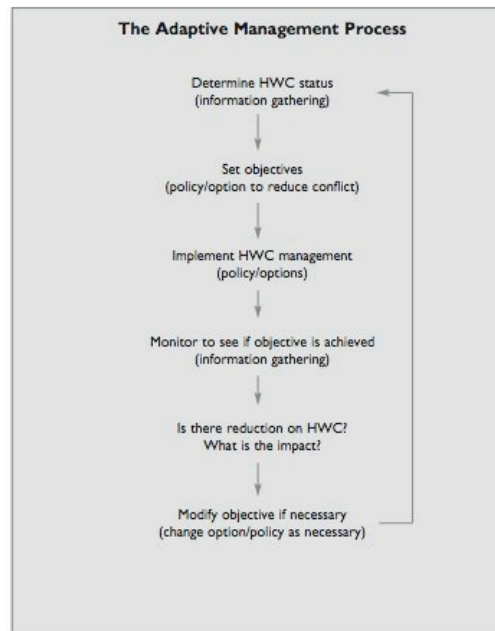 The Adaptive Management Process
Determine HWC status
(information gathering)
Set objectives
(policy/option to reduce conflict)
Implement HWC management
(policy/options)
Monitor to see if objective is achieved
(information gathering)
Is there reduction on HWC?
What is the impact?
Modify objective if necessary
(change option/policy as necessary)